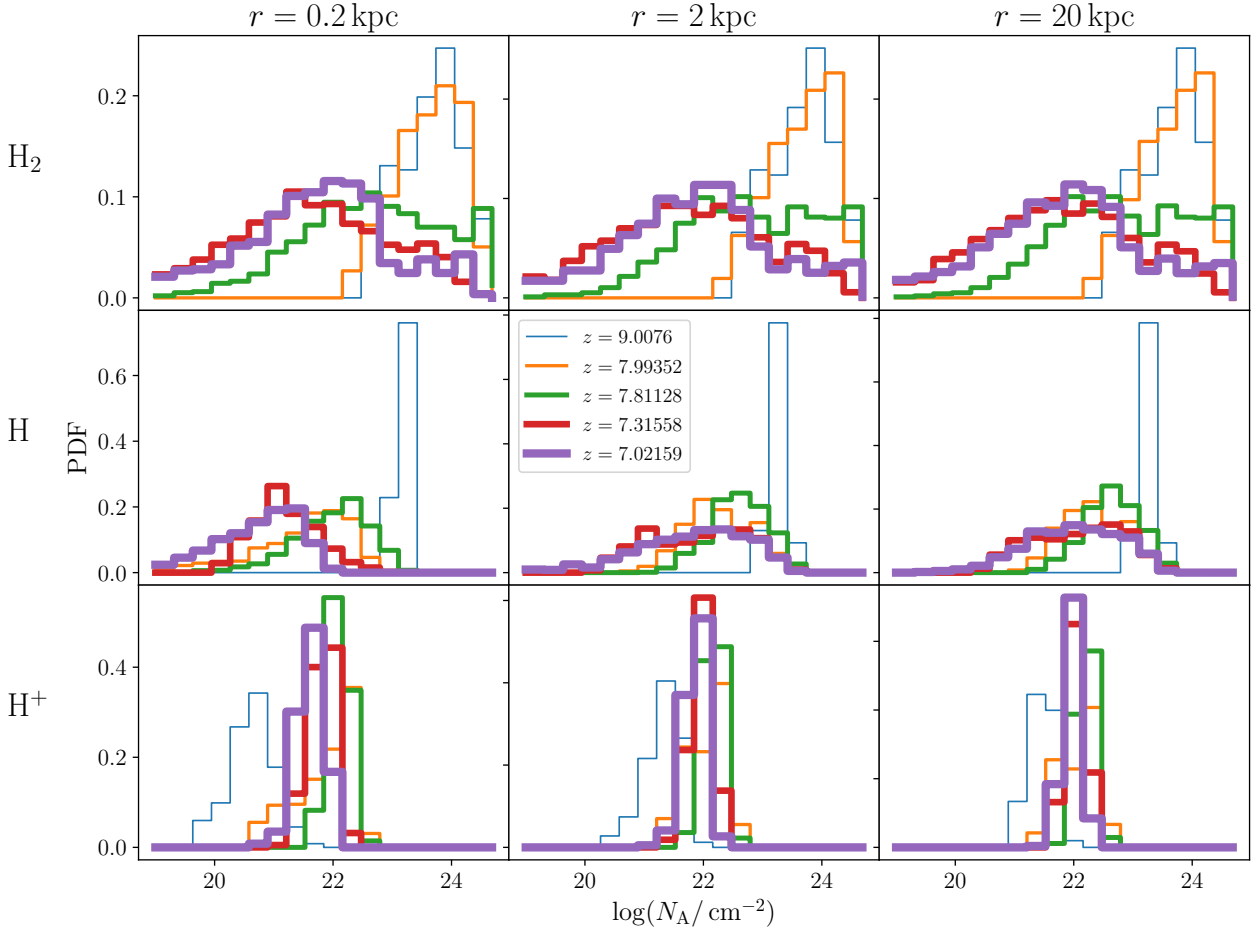 r = 0.2 kpc r = 2 kpc r = 20 kpc
H₂
0.2
0.1
0.0
H
PDF
0.6
0.4
0.2
0.0
z = 9.0076
z = 7.99352
z = 7.81128
z = 7.31558
z = 7.02159
H⁺
0.4
0.2
0.0
20 22 24 20 22 24 20 22 24
log(N_A/ cm⁻²)